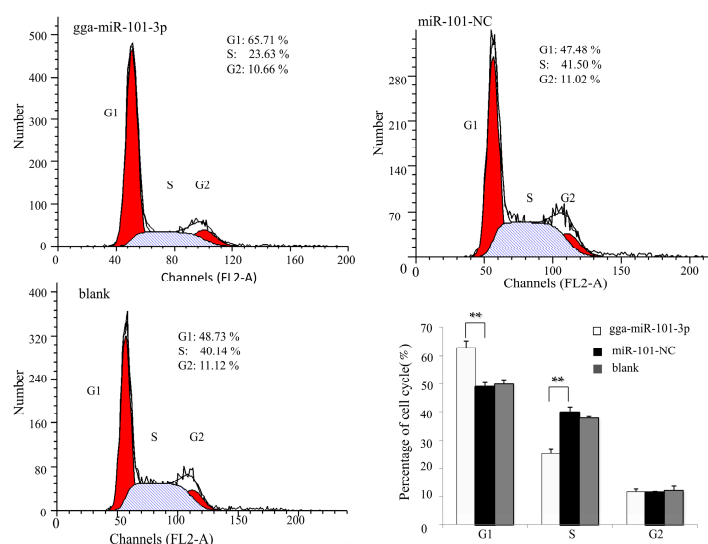 gga-miR-101-3p
G1: 65.71 %
S: 23.63 %
G2: 10.66 %
500
400
300
200
100
0
Number
G1
S
G2
0 40 80 120 160 200
Channels (FL2-A)
miR-101-NC
G1: 47.48 %
S: 41.50 %
G2: 11.02 %
280
210
140
70
0
Number
G1
S
G2
0 50 100 150 200
Channels (FL2-A)
blank
G1: 48.73 %
S: 40.14 %
G2: 11.12 %
400
320
240
160
80
0
Number
G1
S
G2
0 50 100 150 200
Channels (FL2-A)
gga-miR-101-3p
miR-101-NC
blank
**
**
70
60
50
40
30
20
10
0
Percentage of cell cycle(%)
G1 S G2